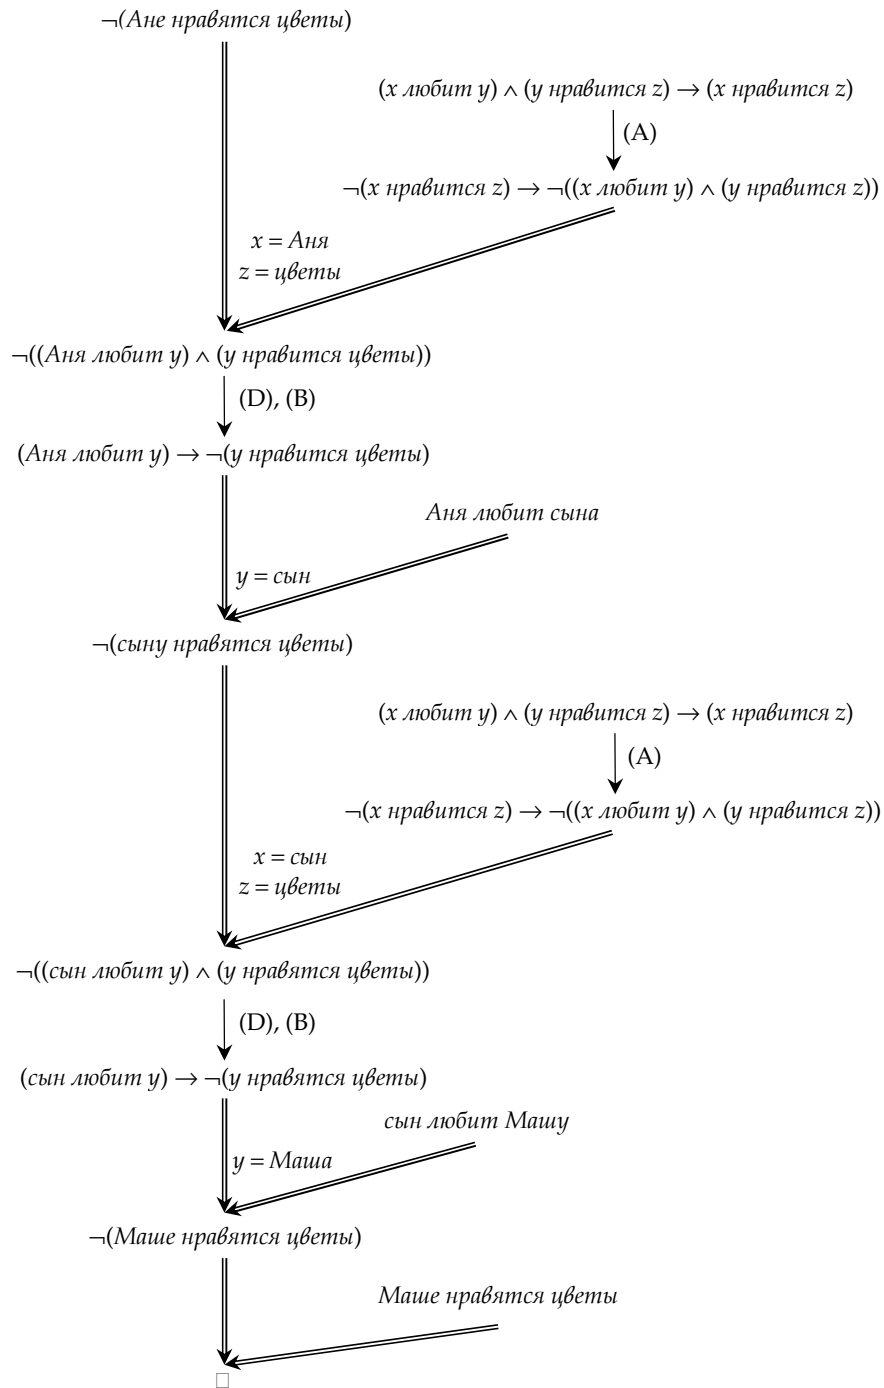 ¬(Ане нравятся цветы)
(x любит y) ∧ (y нравится z) → (x нравится z)
(A)
¬(x нравится z) → ¬((x любит y) ∧ (y нравится z))
x = Аня
z = цветы
¬((Аня любит y) ∧ (y нравится цветы))
(D), (B)
(Аня любит y) → ¬(y нравится цветы)
Аня любит сына
y = сын
¬(сыну нравятся цветы)
(x любит y) ∧ (y нравится z) → (x нравится z)
(A)
¬(x нравится z) → ¬((x любит y) ∧ (y нравится z))
x = сын
z = цветы
¬((сын любит y) ∧ (y нравятся цветы))
(D), (B)
(сын любит y) → ¬(y нравятся цветы)
сын любит Машу
y = Маша
¬(Маше нравятся цветы)
Маше нравятся цветы
□